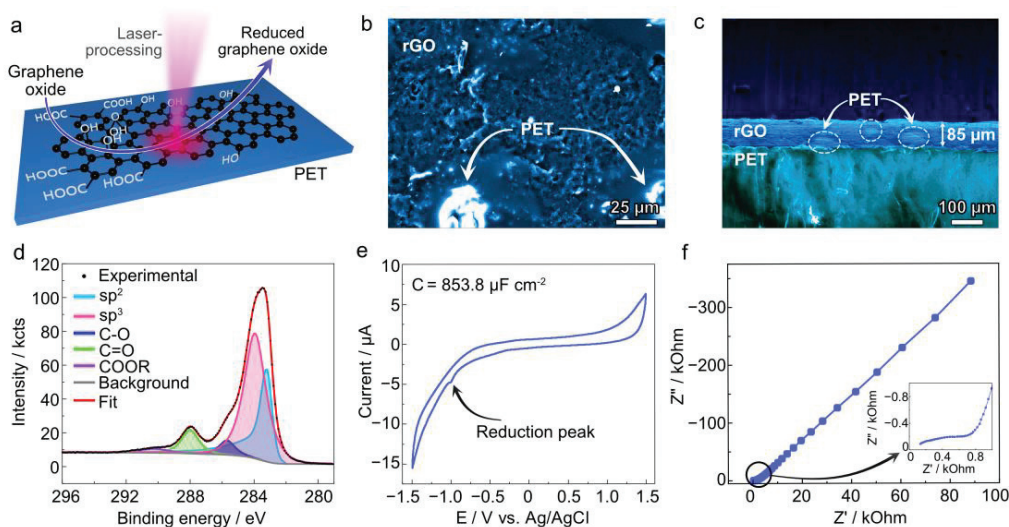 a
Laser-
processing
Reduced
graphene oxide
Graphene
oxide
HOOC
COOH
OH
OH
O
OH
OH
OH
HO
HOOC
HOOC
HOOC
PET
b
rGO
PET
25 µm
c
PET
rGO
85 µm
PET
100 µm
d
120
100
80
60
40
20
0
Intensity / kcts
Experimental
sp²
sp³
C-O
C=O
COOR
Background
Fit
296
292
288
284
280
Binding energy / eV
e
C = 853.8 µF cm⁻²
10
5
0
−5
−10
−15
Current / µA
Reduction peak
−1.5
−1.0
−0.5
0
0.5
1.0
1.5
E / V vs. Ag/AgCl
f
−300
−200
−100
0
Z'' / kOhm
0
20
40
60
80
100
Z' / kOhm
−0.8
−0.4
0
Z'' / kOhm
0
0.4
0.8
Z' / kOhm